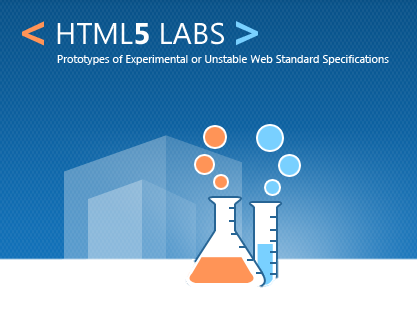 < HTML5 LABS >
Prototypes of Experimental or Unstable Web Standard Specifications